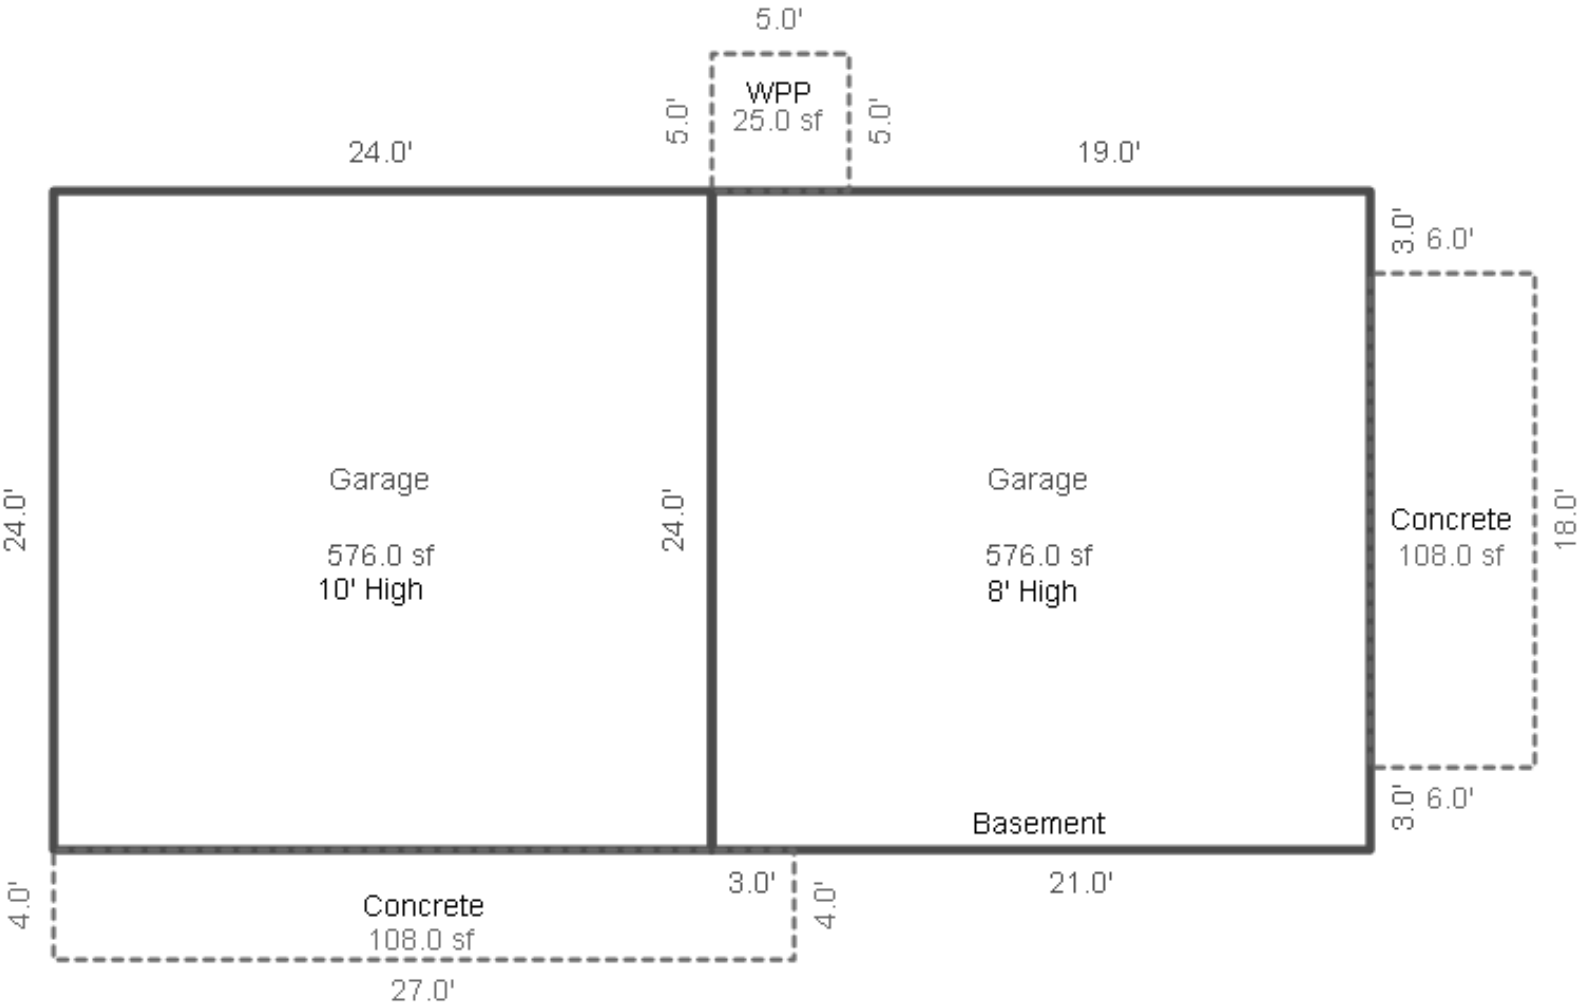 5.0'
WPP
25.0 sf
5.0'
5.0'
24.0'
19.0'
3.0'
6.0'
Garage
576.0 sf
10' High
24.0'
24.0'
Garage
576.0 sf
8' High
Concrete
108.0 sf
18.0'
3.0'
6.0'
Basement
3.0'
21.0'
4.0'
Concrete
108.0 sf
4.0'
27.0'